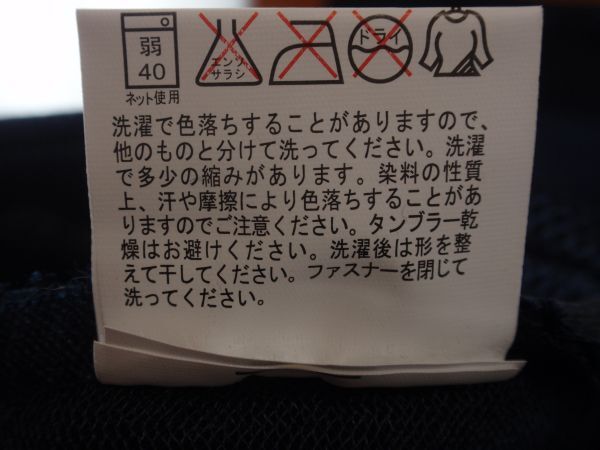 弱
40
エンソ
サラシ
ドライ
ネット使用
洗濯で色落ちすることがありますので、
他のものと分けて洗ってください。洗濯
で多少の縮みがあります。染料の性質
上、汗や摩擦により色落ちすることがあ
りますのでご注意ください。タンブラー乾
燥はお避けください。洗濯後は形を整
えて干してください。ファスナーを閉じて
洗ってください。